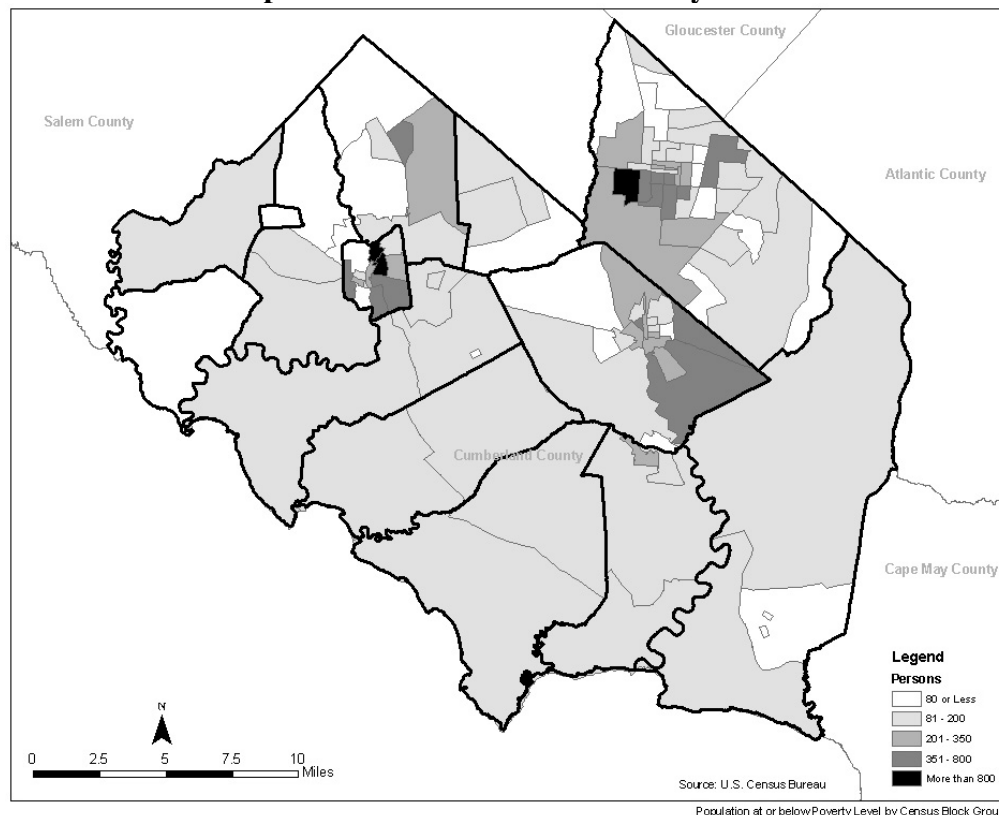 Gloucester County
Salem County
Atlantic County
Cumberland County
Cape May County
N
0 2.5 5 7.5 10
Miles
Legend
Persons
80 or Less
81 - 200
201 - 350
351 - 800
More than 800
Source: U.S. Census Bureau
Population at or below Poverty Level by Census Block